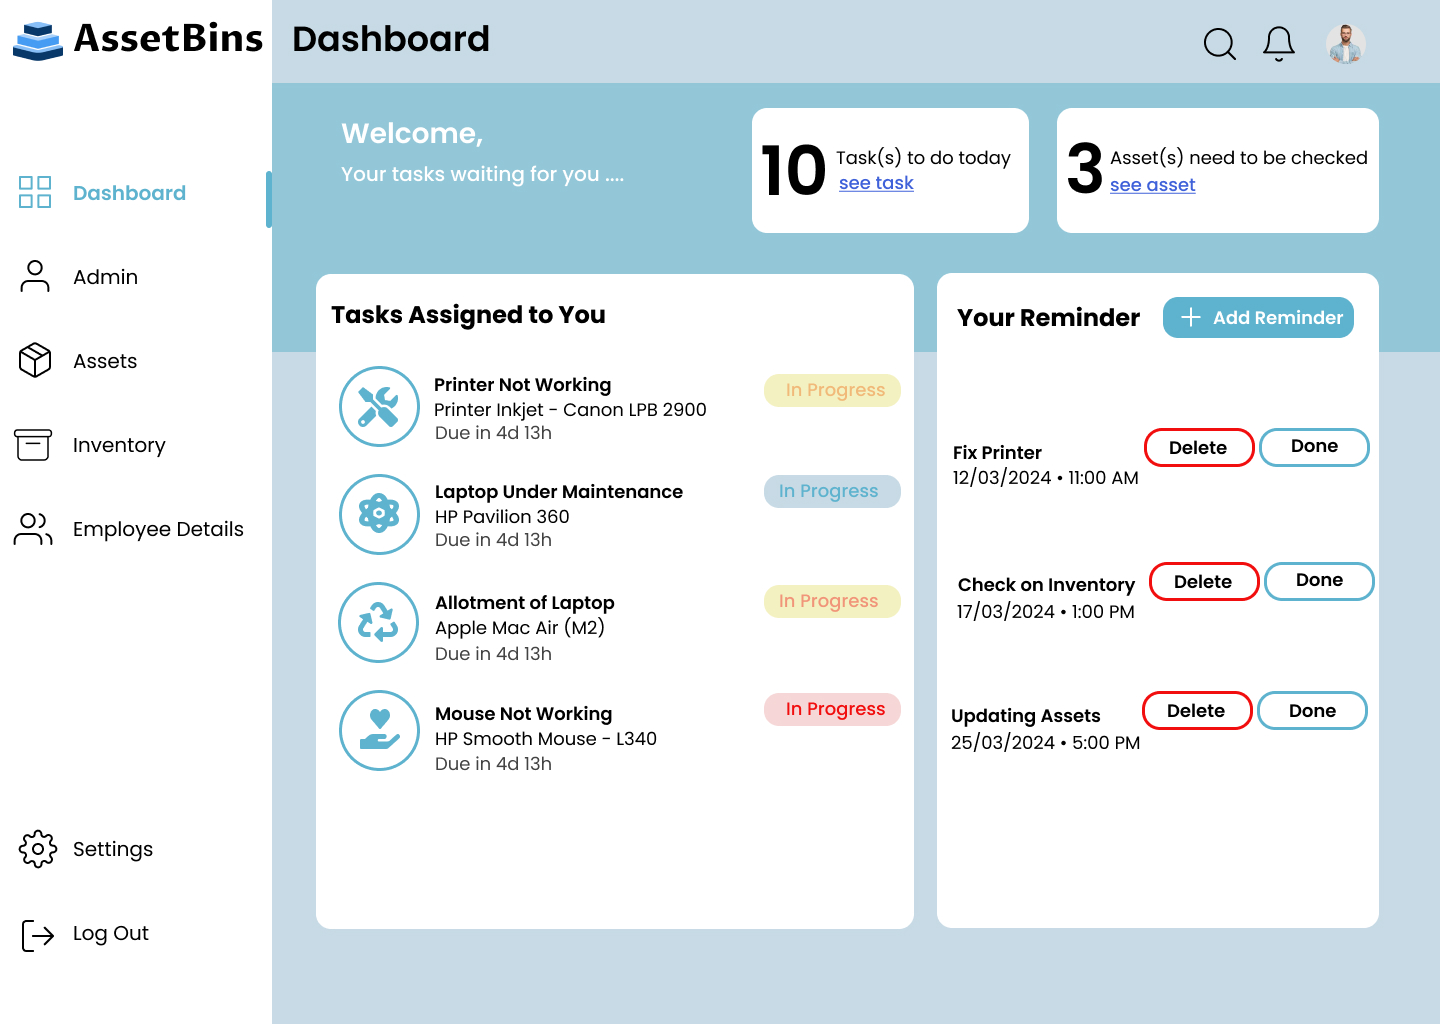 AssetBins
Dashboard
Dashboard
Admin
Assets
Inventory
Employee Details
Settings
Log Out
Welcome,
Your tasks waiting for you ....
10
Task(s) to do today
see task
3
Asset(s) need to be checked
see asset
Tasks Assigned to You
Printer Not Working
Printer Inkjet - Canon LPB 2900
Due in 4d 13h
In Progress
Laptop Under Maintenance
HP Pavilion 360
Due in 4d 13h
In Progress
Allotment of Laptop
Apple Mac Air (M2)
Due in 4d 13h
In Progress
Mouse Not Working
HP Smooth Mouse - L340
Due in 4d 13h
In Progress
Your Reminder
Add Reminder
Fix Printer
12/03/2024 • 11:00 AM
Delete
Done
Check on Inventory
17/03/2024 • 1:00 PM
Delete
Done
Updating Assets
25/03/2024 • 5:00 PM
Delete
Done